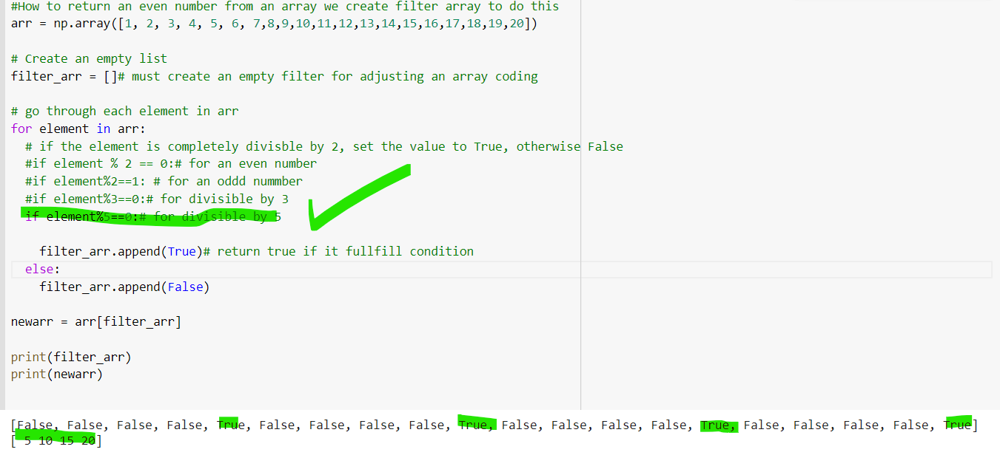 #How to return an even number from an array we create filter array to do this
arr = np.array([1, 2, 3, 4, 5, 6, 7,8,9,10,11,12,13,14,15,16,17,18,19,20])
# Create an empty list
filter_arr = []# must create an empty filter for adjusting an array coding
# go through each element in arr
for element in arr:
  # if the element is completely divisble by 2, set the value to True, otherwise False
  #if element % 2 == 0:# for an even number
  #if element%2==1: # for an oddd nummber
  #if element%3==0:# for divisible by 3
  if element%5==0:# for divisible by 5
    filter_arr.append(True)# return true if it fullfill condition
  else:
    filter_arr.append(False)
newarr = arr[filter_arr]
print(filter_arr)
print(newarr)
[False, False, False, False, True, False, False, False, False, True, False, False, False, False, True, False, False, False, False, True]
[ 5 10 15 20]